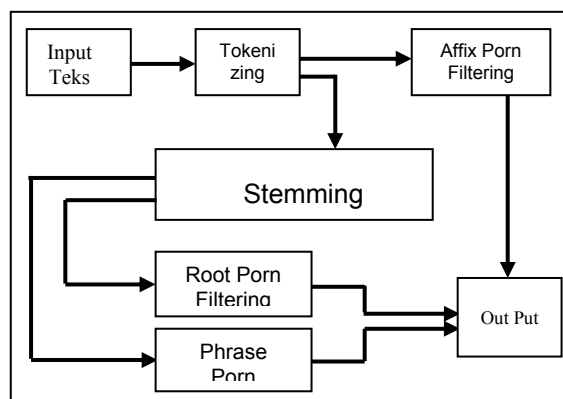 Input
Teks
Tokeni
zing
Affix Porn
Filtering
Stemming
Root Porn
Filtering
Phrase
Porn
Out Put